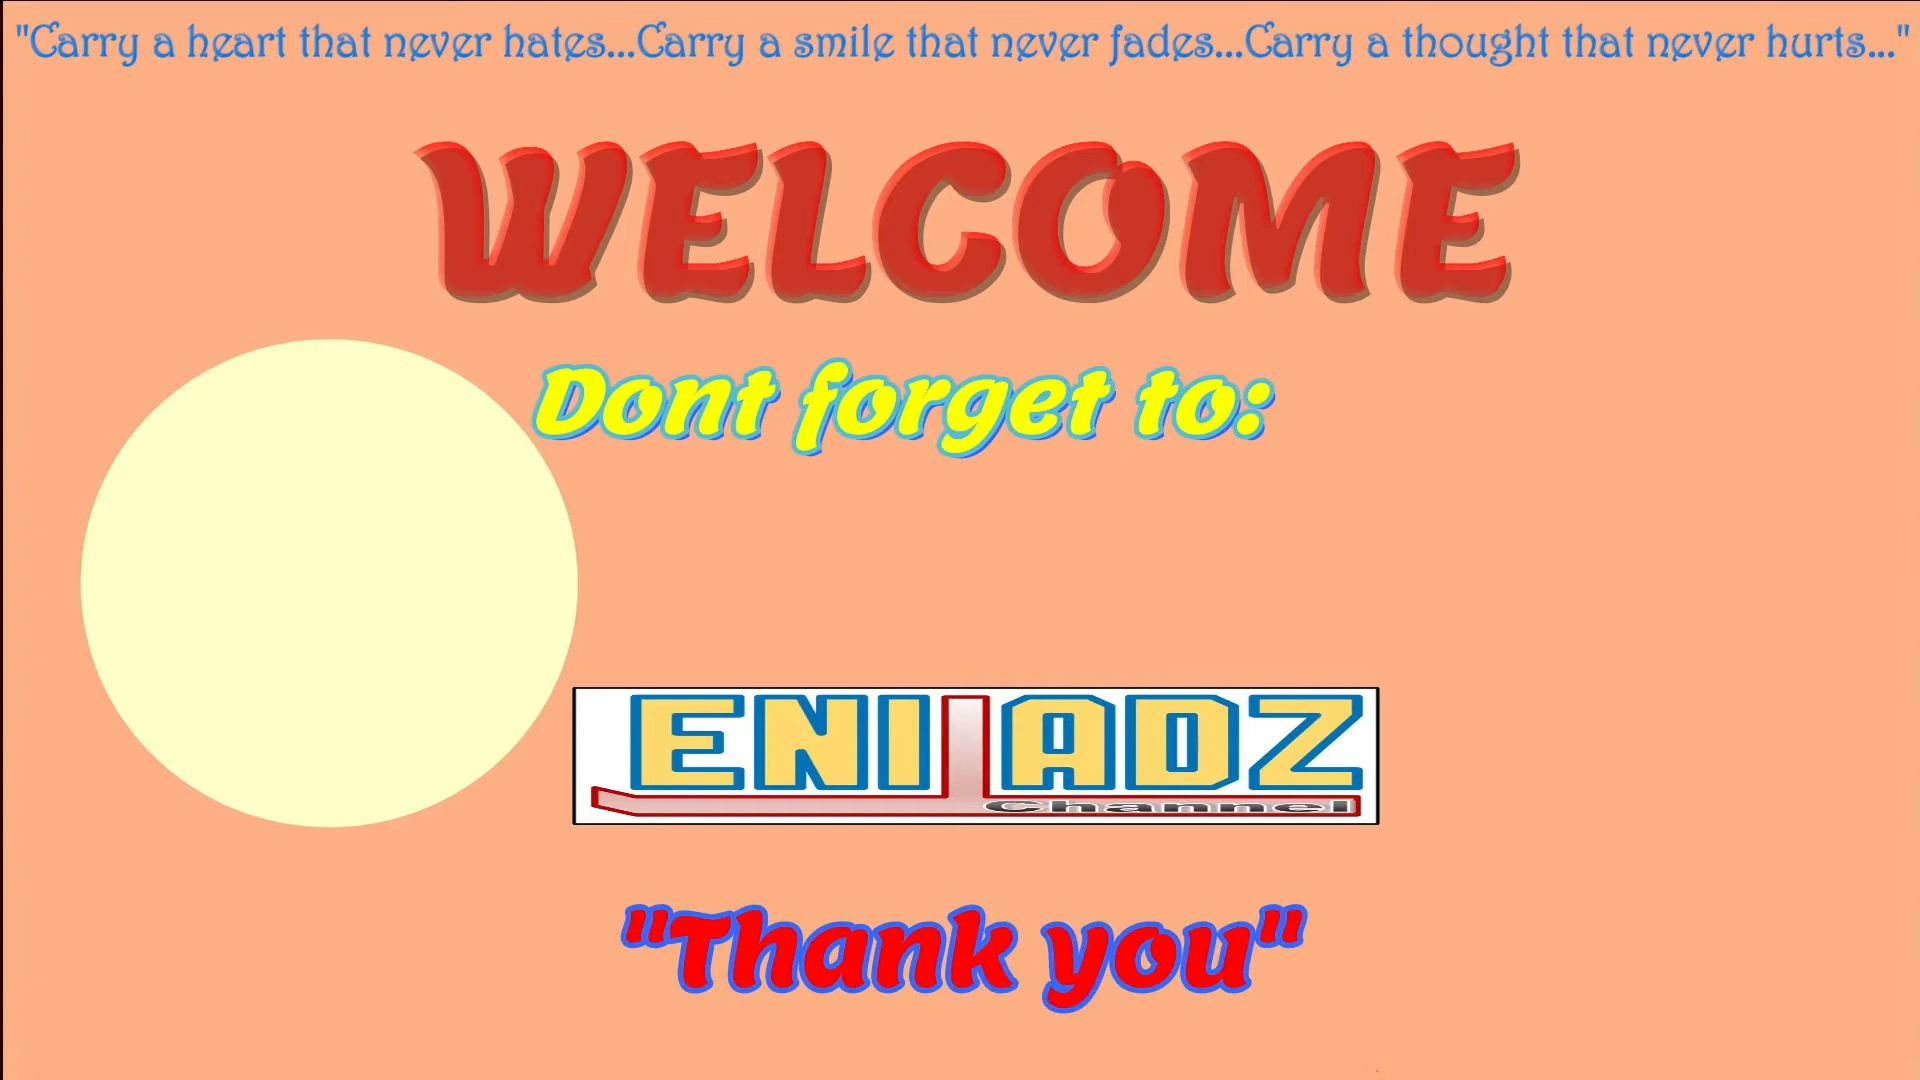 "Carry a heart that never hates...Carry a smile that never fades...Carry a thought that never hurts..."
WELCOME
Dont forget to:
ENIJADZ
Channel
"Thank you"